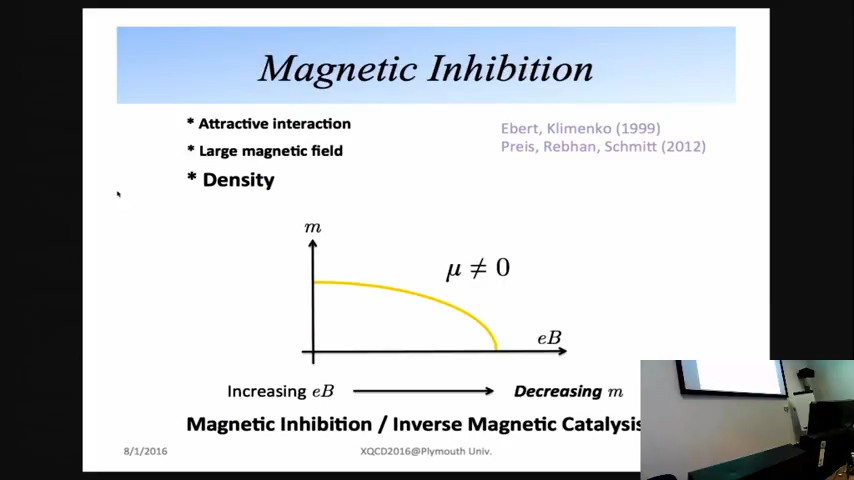 Magnetic Inhibition
* Attractive interaction
* Large magnetic field
* Density
Ebert, Klimenko (1999)
Preis, Rebhan, Schmitt (2012)
m
μ ≠ 0
eB
Increasing eB Decreasing m
Magnetic Inhibition / Inverse Magnetic Catalysis
8/1/2016 XQCD2016@Plymouth Univ.